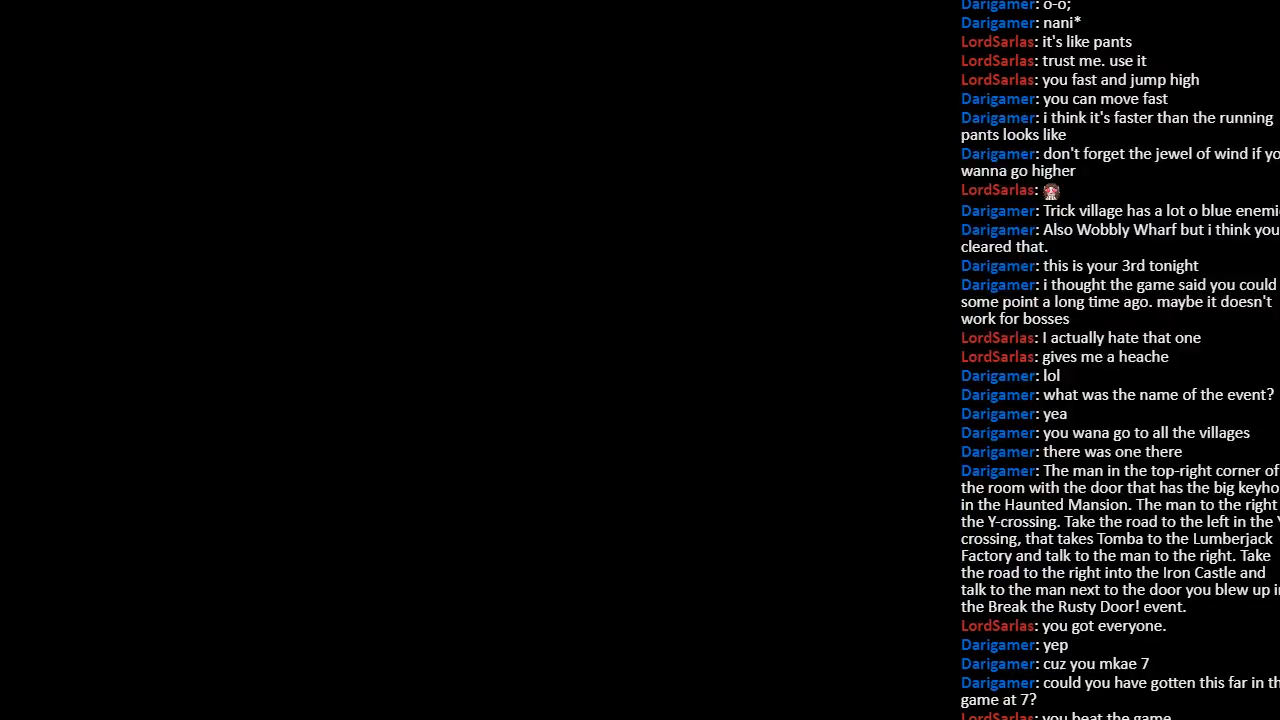 Darigamer: o-o;
Darigamer: nani*
LordSarlas: it's like pants
LordSarlas: trust me. use it
LordSarlas: you fast and jump high
Darigamer: you can move fast
Darigamer: i think it's faster than the running
pants looks like
Darigamer: don't forget the jewel of wind if yo
wanna go higher
LordSarlas:
Darigamer: Trick village has a lot o blue enemi
Darigamer: Also Wobbly Wharf but i think you
cleared that.
Darigamer: this is your 3rd tonight
Darigamer: i thought the game said you could
some point a long time ago. maybe it doesn't
work for bosses
LordSarlas: I actually hate that one
LordSarlas: gives me a heache
Darigamer: lol
Darigamer: what was the name of the event?
Darigamer: yea
Darigamer: you wana go to all the villages
Darigamer: there was one there
Darigamer: The man in the top-right corner of
the room with the door that has the big keyho
in the Haunted Mansion. The man to the right
the Y-crossing. Take the road to the left in the Y
crossing, that takes Tomba to the Lumberjack
Factory and talk to the man to the right. Take
the road to the right into the Iron Castle and
talk to the man next to the door you blew up i
the Break the Rusty Door! event.
LordSarlas: you got everyone.
Darigamer: yep
Darigamer: cuz you mkae 7
Darigamer: could you have gotten this far in th
game at 7?
LordSarlas: you beat the game